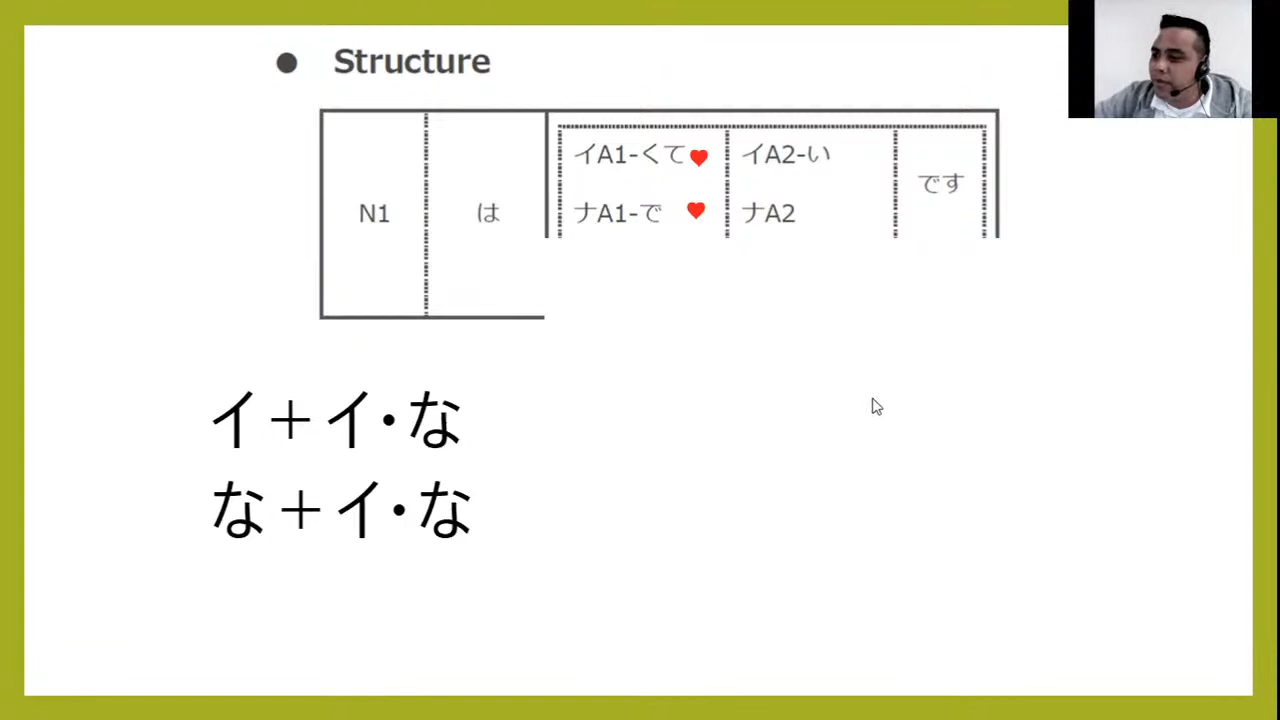 ● Structure
N1 は イA1-くて イA2-い です
ナA1-で ナA2
イ＋イ・な
な＋イ・な